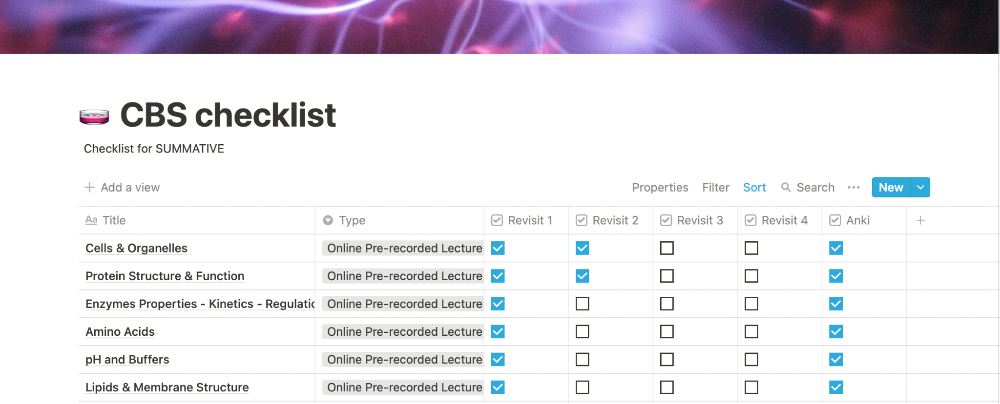 CBS checklist
Checklist for SUMMATIVE
Add a view Properties Filter Sort Search New
Aa Title Type Revisit 1 Revisit 2 Revisit 3 Revisit 4 Anki
Cells & Organelles Online Pre-recorded Lecture
Protein Structure & Function Online Pre-recorded Lecture
Enzymes Properties - Kinetics - Regulatio Online Pre-recorded Lecture
Amino Acids Online Pre-recorded Lecture
pH and Buffers Online Pre-recorded Lecture
Lipids & Membrane Structure Online Pre-recorded Lecture